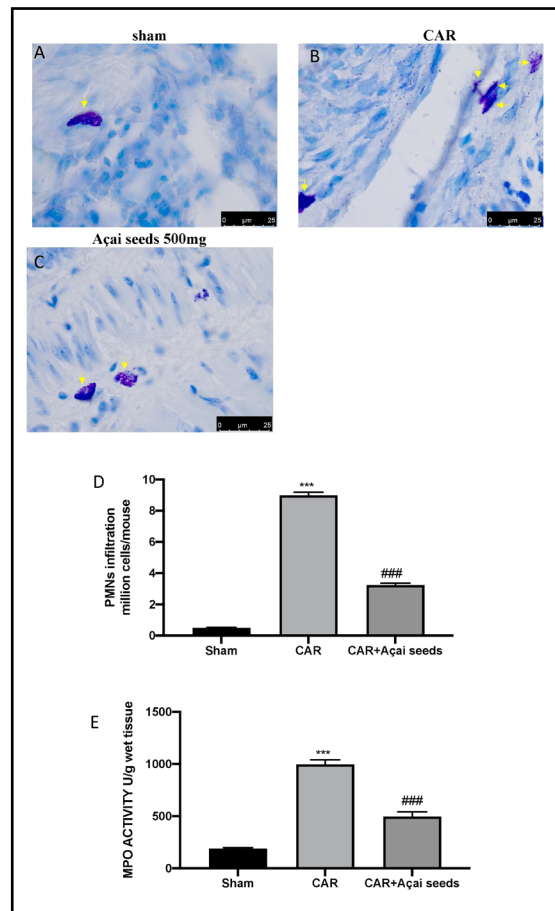 sham
CAR
A
B
0 µm 25
0 µm 25
Açai seeds 500mg
C
0 µm 25
D
PMNs infiltration
million cells/mouse
10
8
6
4
2
0
***
###
Sham
CAR
CAR+Açai seeds
E
MPO ACTIVITY U/g wet tissue
1500
1000
500
0
***
###
Sham
CAR
CAR+Açai seeds